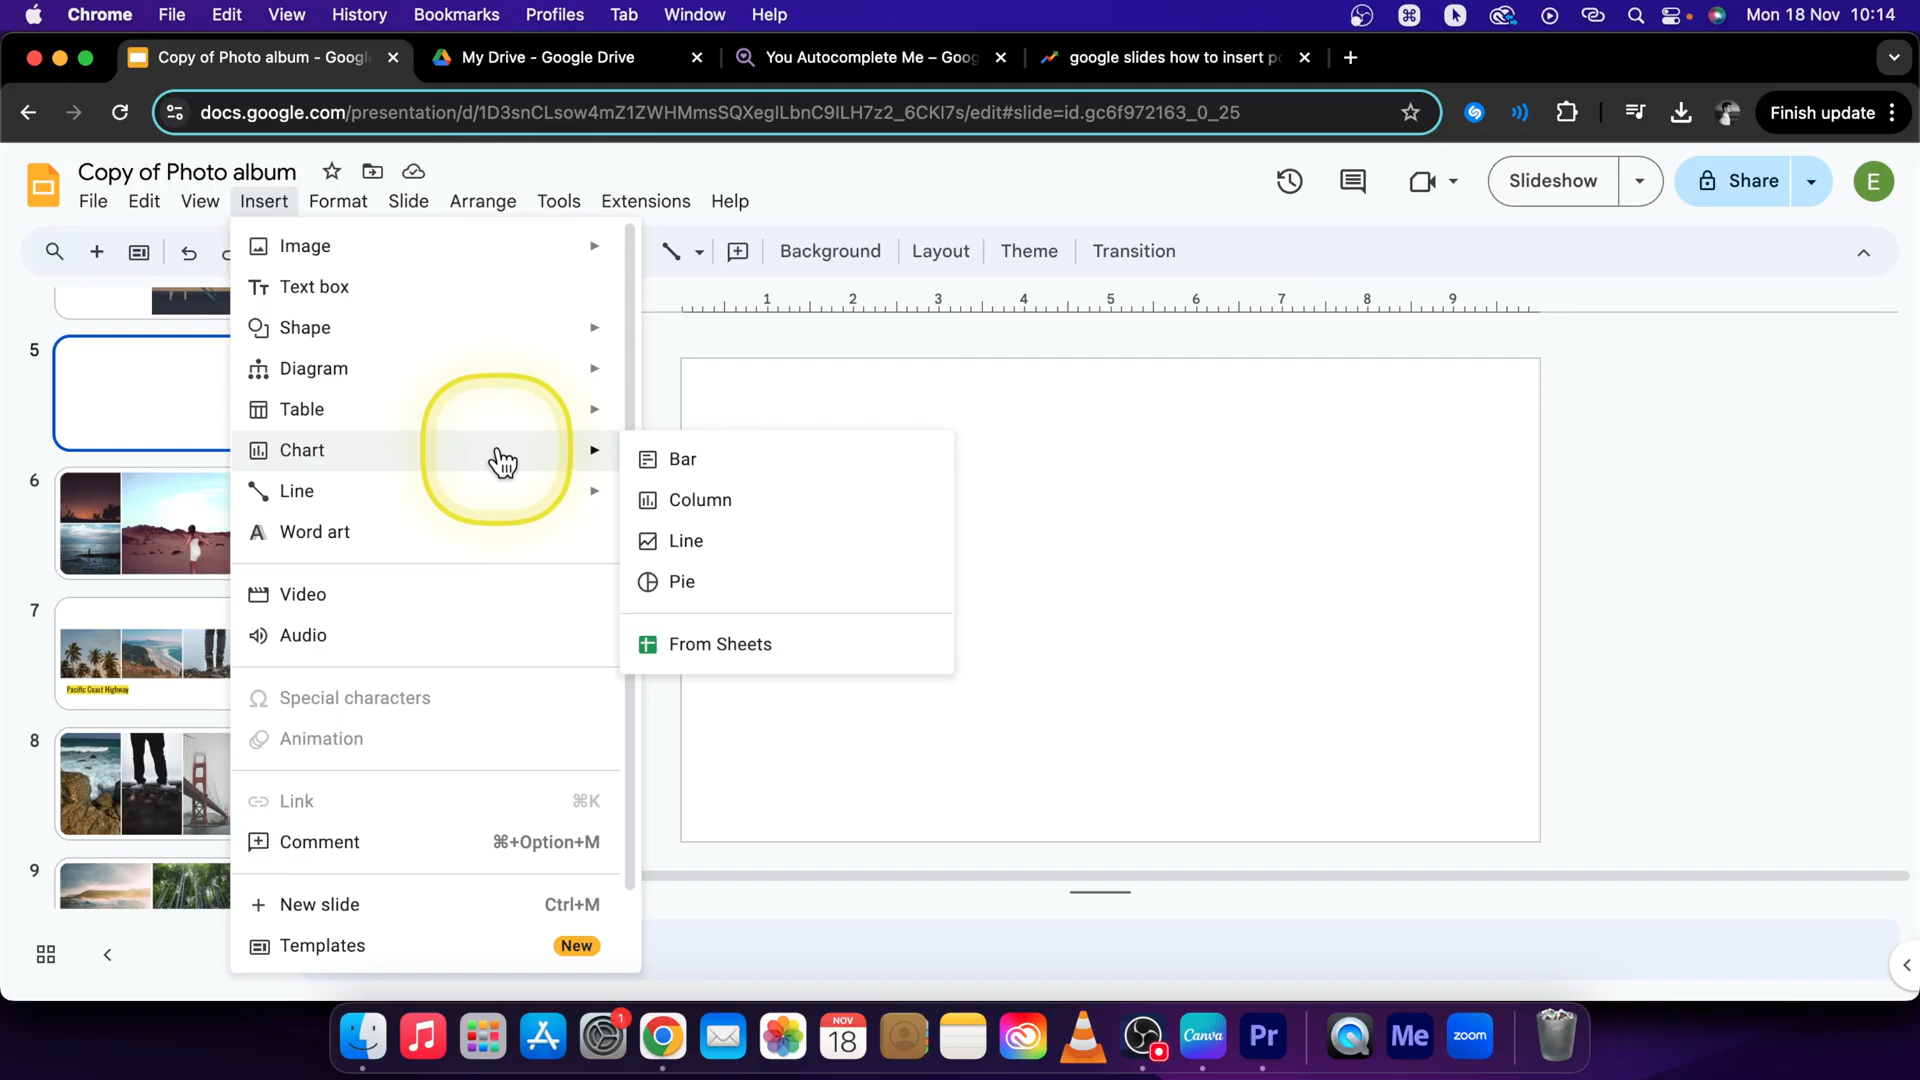 Chrome File Edit View History Bookmarks Profiles Tab Window Help Mon 18 Nov 10:14
Copy of Photo album - Googl My Drive - Google Drive You Autocomplete Me – Goog google slides how to insert p
docs.google.com/presentation/d/1D3snCLsow4mZ1ZWHMmsSQXegILbnC9ILH7z2_6CKI7s/edit#slide=id.gc6f972163_0_25 Finish update
Copy of Photo album
Slideshow Share E
File Edit View Insert Format Slide Arrange Tools Extensions Help
Background Layout Theme Transition
Image
Text box
Shape
Diagram
Table
Chart
Line
Word art
Video
Audio
Special characters
Animation
Link ⌘K
Comment ⌘+Option+M
New slide Ctrl+M
Templates New
Bar
Column
Line
Pie
From Sheets
1 2 3 4 5 6 7 8 9
5
6
7
Pacific Coast Highway
8
9
1
NOV
18
Canva
Pr
Me
zoom